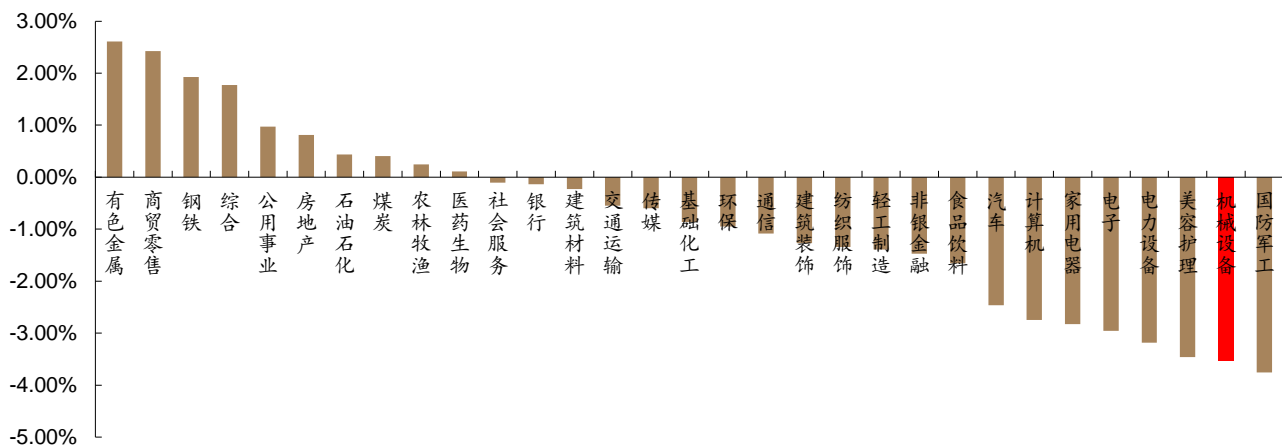 3.00%
2.00%
1.00%
0.00%
-1.00%
-2.00%
-3.00%
-4.00%
-5.00%
有色金属
商贸零售
钢铁
综合
公用事业
房地产
石油石化
煤炭
农林牧渔
医药生物
社会服务
银行
建筑材料
交通运输
传媒
基础化工
环保
通信
建筑装饰
纺织服饰
轻工制造
非银金融
食品饮料
汽车
计算机
家用电器
电子
电力设备
美容护理
机械设备
国防军工